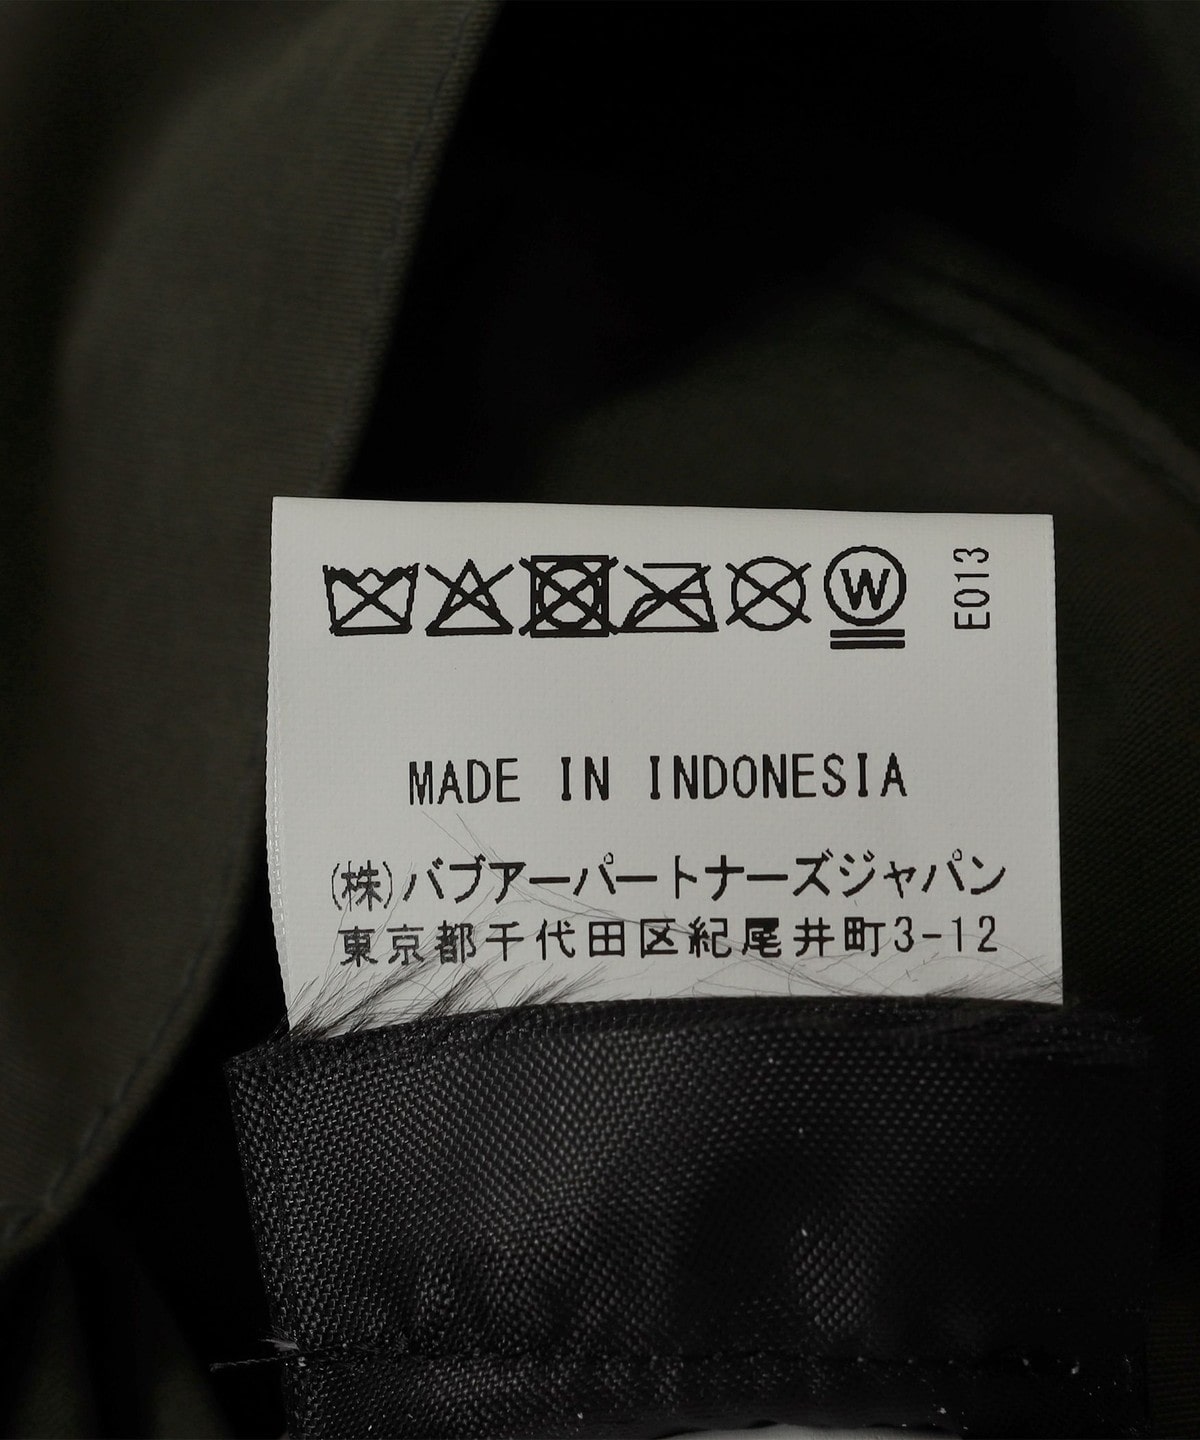 W
E013
MADE IN INDONESIA
(株)バブアーパートナーズジャパン
東京都千代田区紀尾井町3-12